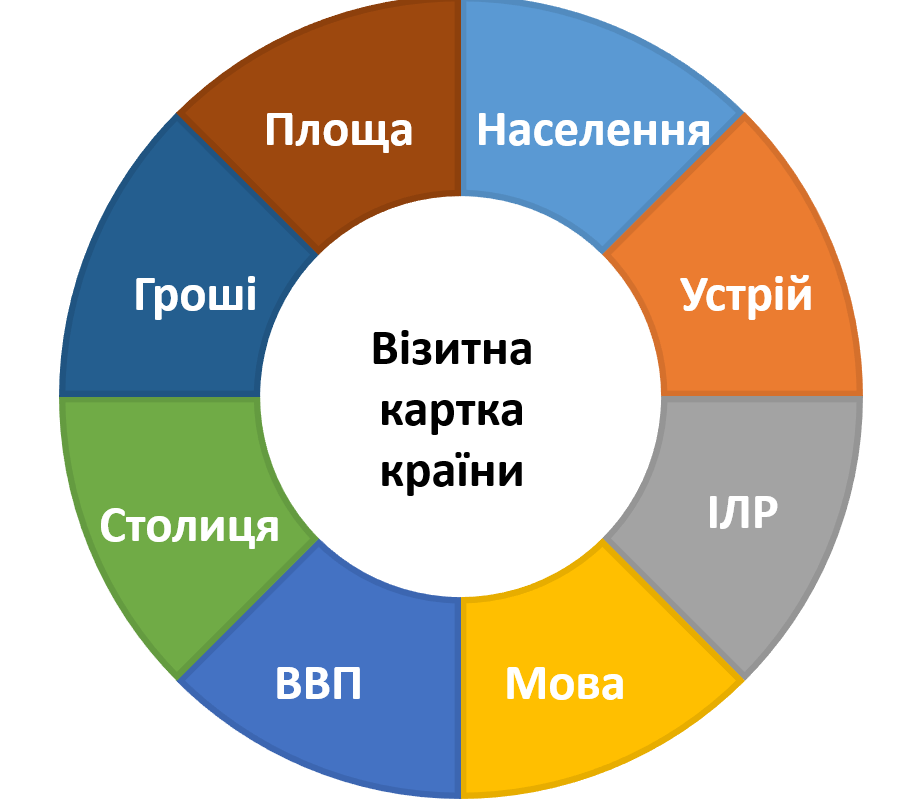 Площа
Населення
Гроші
Устрій
Візитна
картка
країни
Столиця
ІЛР
ВВП
Мова